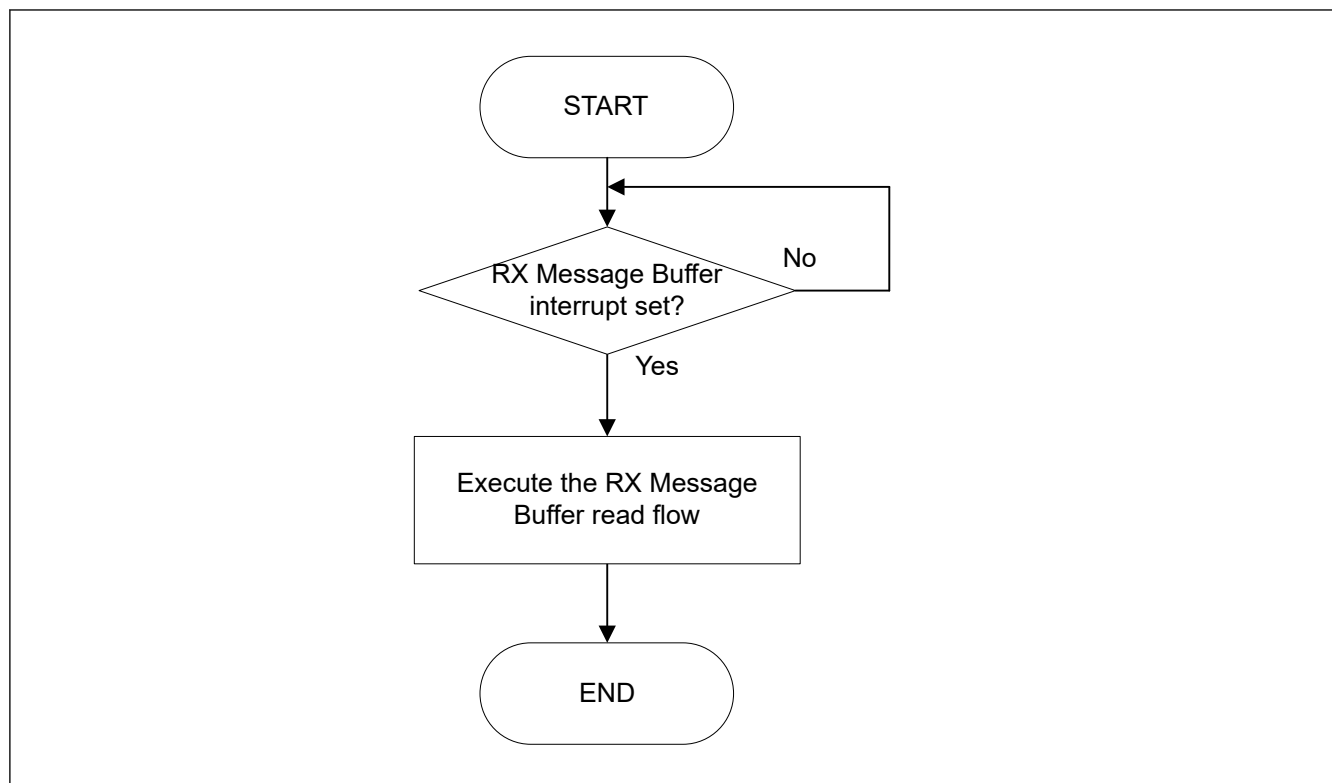 START
RX Message Buffer
interrupt set?
No
Yes
Execute the RX Message
Buffer read flow
END